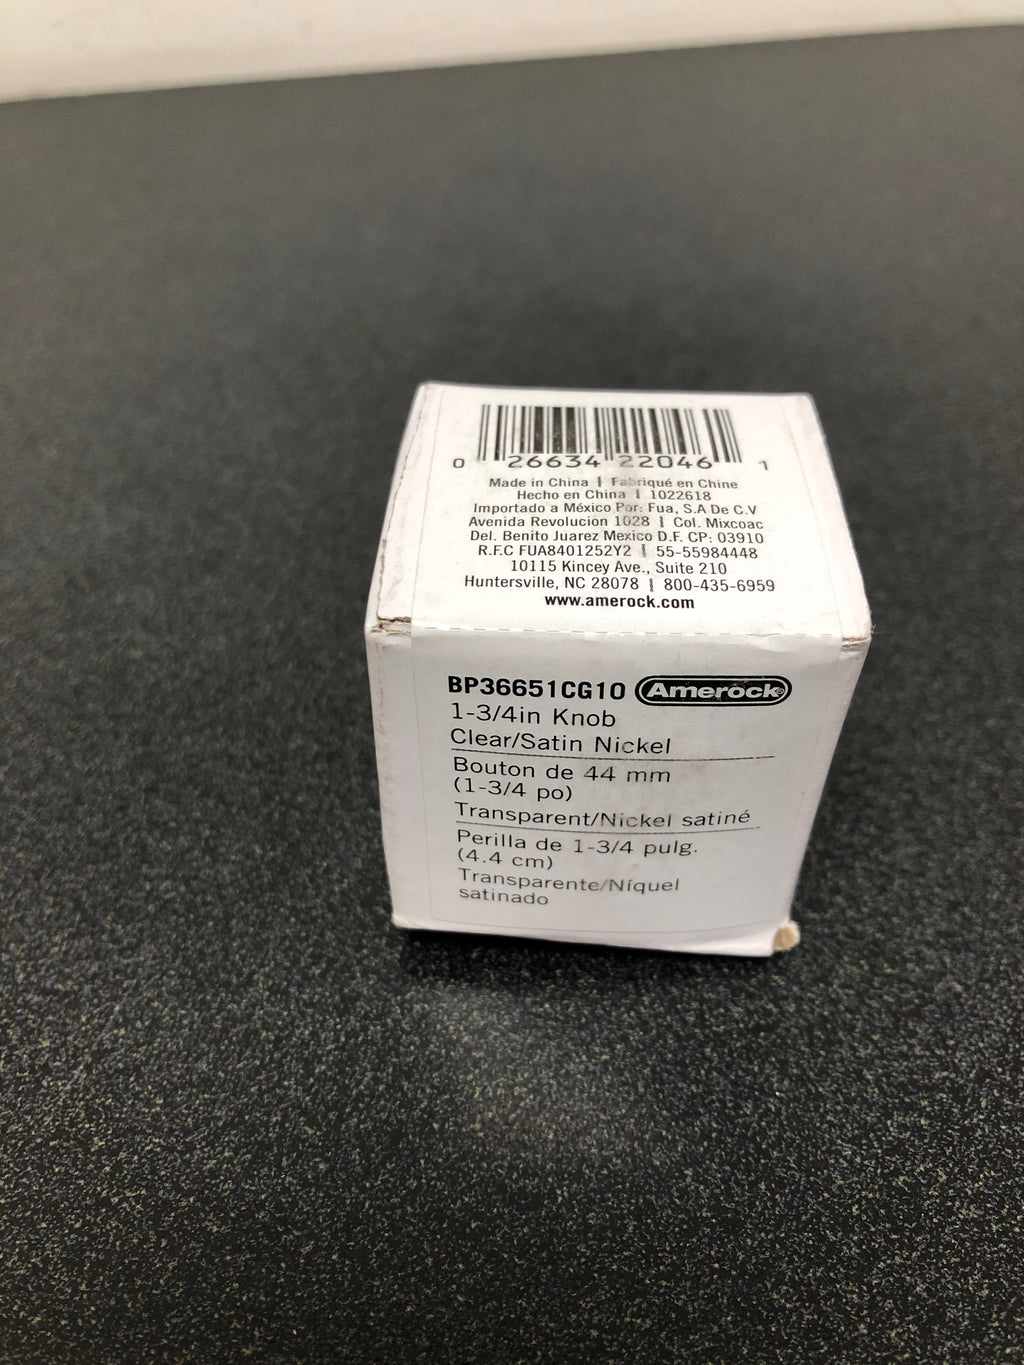 0 26634 22046 1
Made in China | Fabriqué en Chine
Hecho en China | 1022618
Importado a México Por: Fua, S.A De C.V
Avenida Revolucion 1028 | Col. Mixcoac
Del. Benito Juarez Mexico D.F. CP: 03910
R.F.C FUA8401252Y2 | 55-55984448
10115 Kincey Ave., Suite 210
Huntersville, NC 28078 | 800-435-6959
www.amerock.com
BP36651CG10 Amerock®
1-3/4in Knob
Clear/Satin Nickel
Bouton de 44 mm
(1-3/4 po)
Transparent/Nickel satiné
Perilla de 1-3/4 pulg.
(4.4 cm)
Transparente/Níquel
satinado